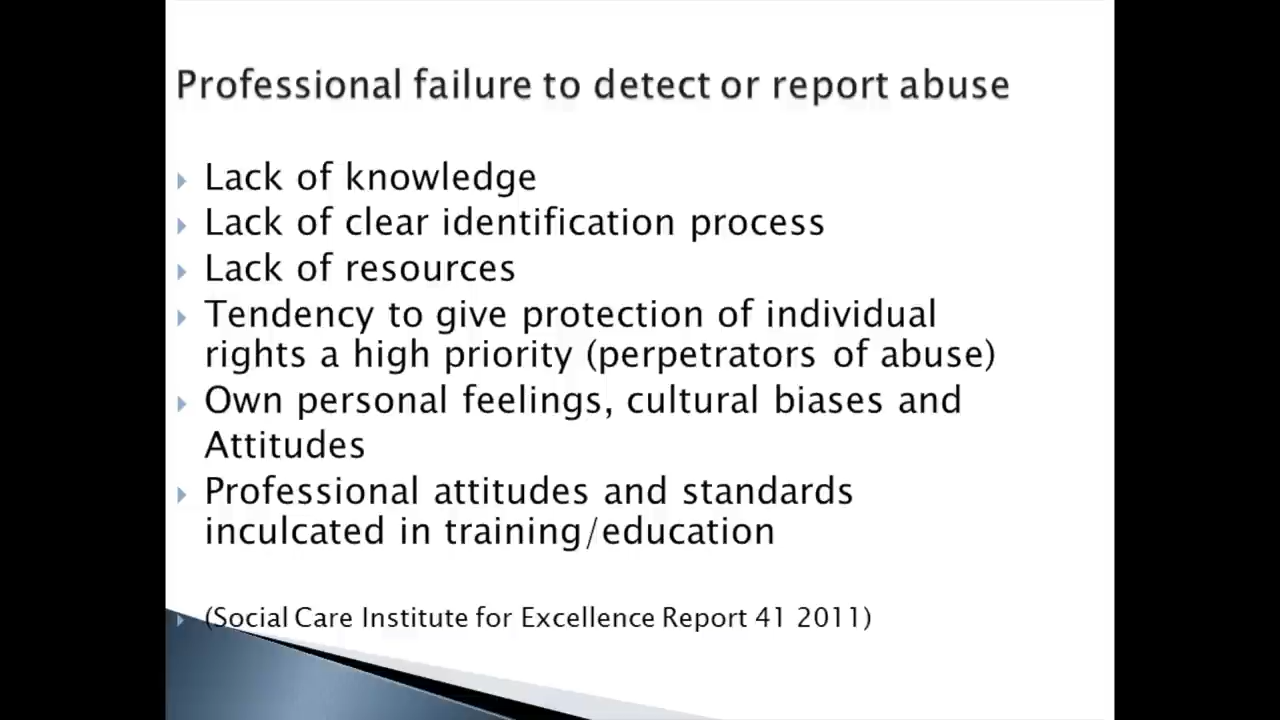 Professional failure to detect or report abuse
Lack of knowledge
Lack of clear identification process
Lack of resources
Tendency to give protection of individual
rights a high priority (perpetrators of abuse)
Own personal feelings, cultural biases and
Attitudes
Professional attitudes and standards
inculcated in training/education
(Social Care Institute for Excellence Report 41 2011)